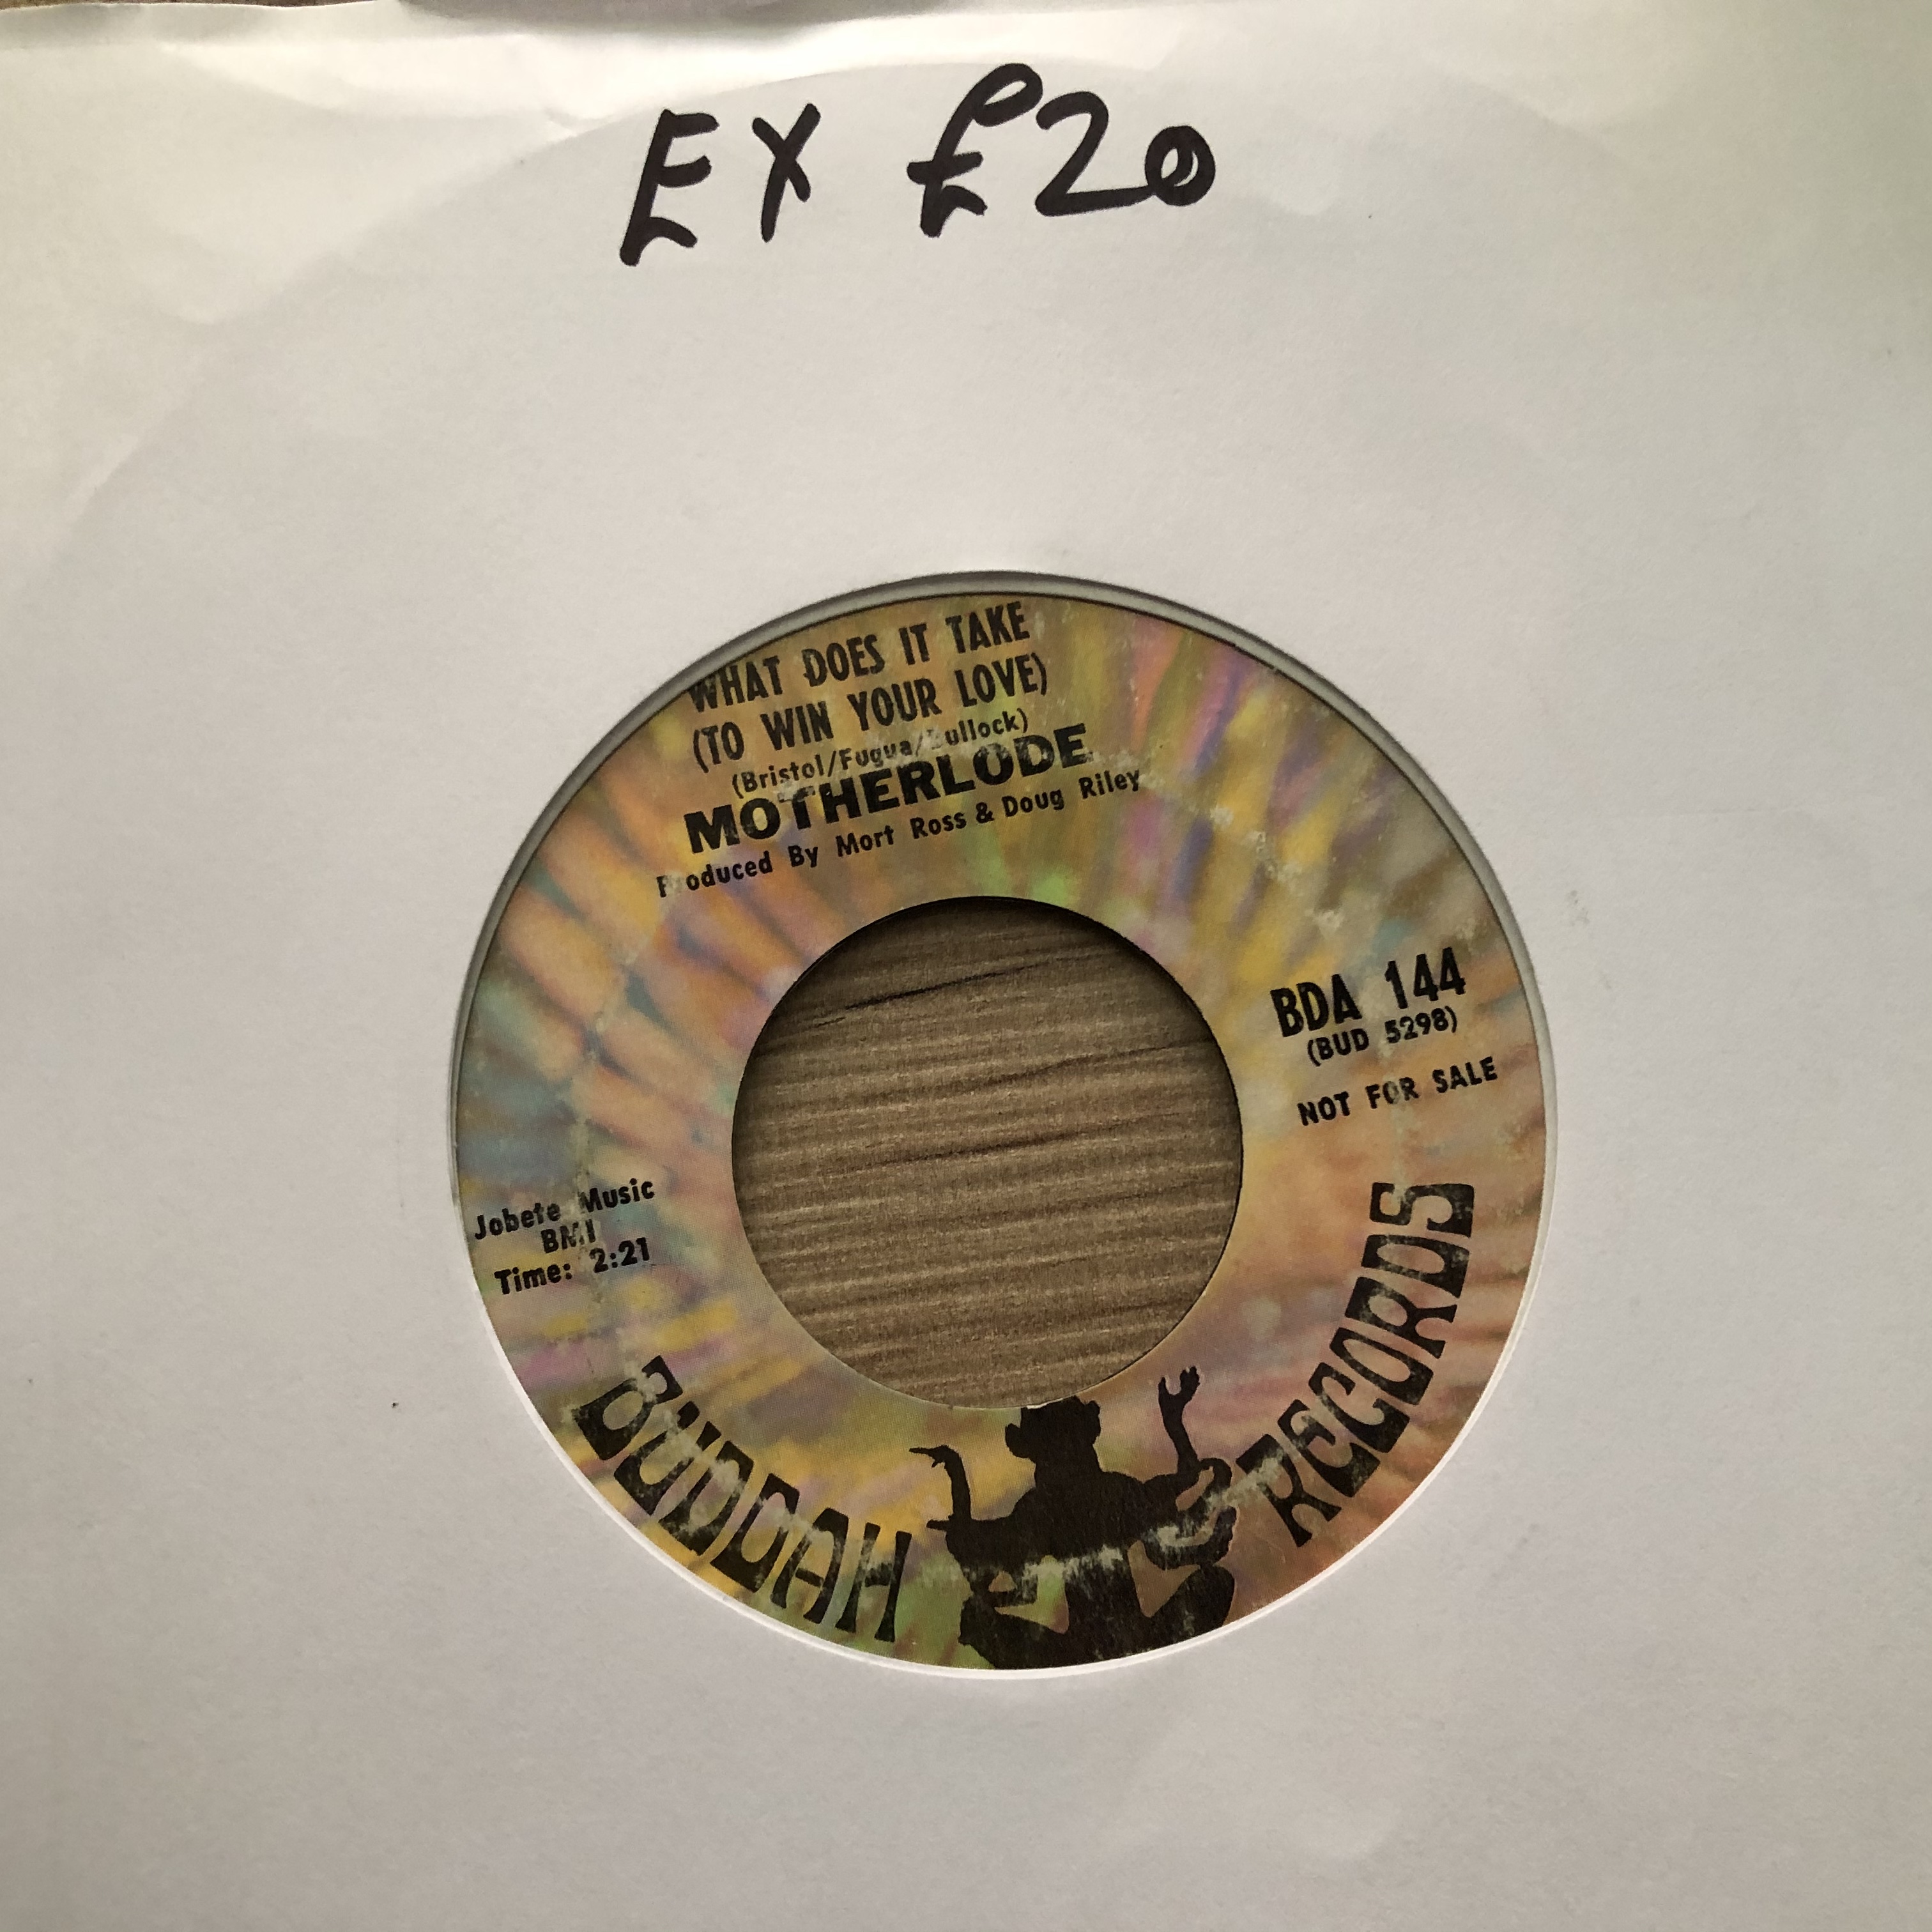 EX £20
WHAT DOES IT TAKE
(TO WIN YOUR LOVE)
(Bristol/Fugua/Bullock)
MOTHERLODE
Produced By Mort Ross & Doug Riley
BDA 144
(BUD 5298)
NOT FOR SALE
Jobete Music
BMI
Time: 2:21
BUDDAH RECORDS